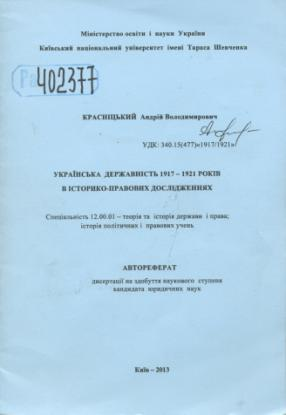 Міністерство освіти і науки України
Київський національний університет імені Тараса Шевченка
402377
КРАСНІЦЬКИЙ Андрій Володимирович
УДК: 340.15(477)«1917/1921»
УКРАЇНСЬКА ДЕРЖАВНІСТЬ 1917 – 1921 РОКІВ
В ІСТОРИКО-ПРАВОВИХ ДОСЛІДЖЕННЯХ
Спеціальність 12.00.01 – теорія та історія держави і права;
історія політичних і правових учень
АВТОРЕФЕРАТ
дисертації на здобуття наукового ступеня
кандидата юридичних наук
Київ – 2013